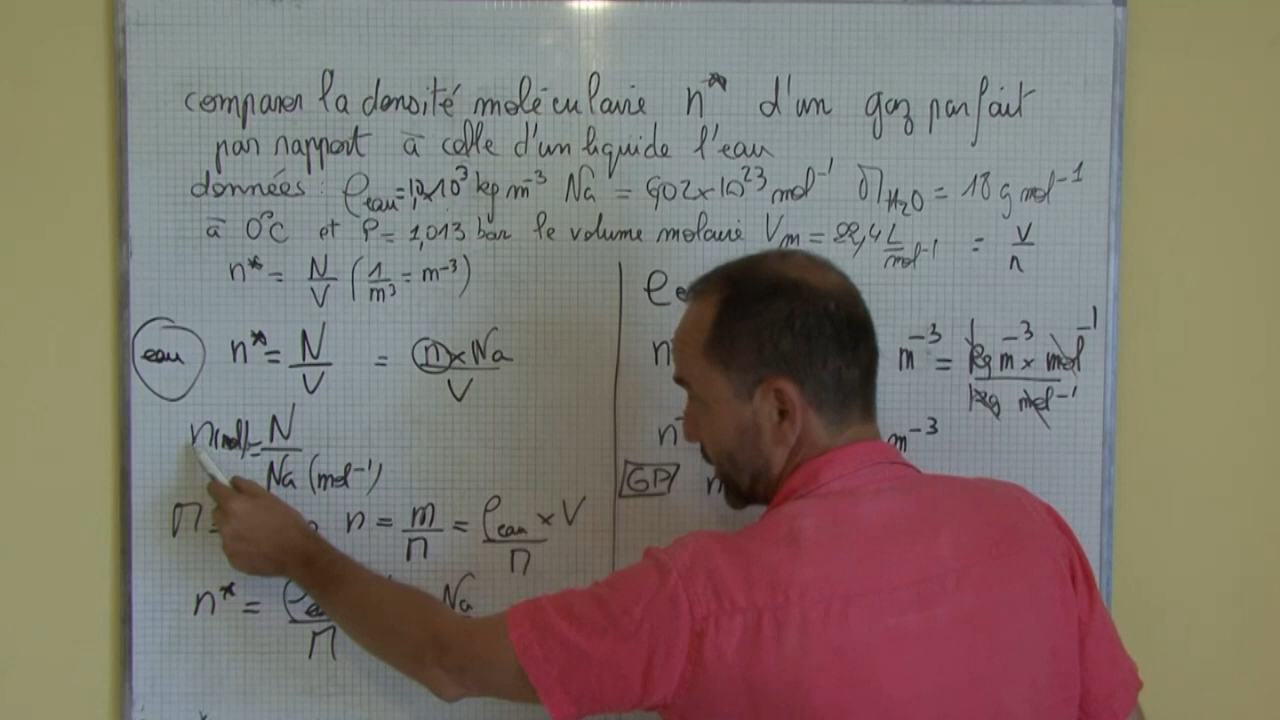 comparer la densité moléculaire n* d'un gaz parfait
par rapport à celle d'un liquide l'eau
données : ρeau = 1,0×10³ kg m⁻³ Na = 6,02×10²³ mol⁻¹ M H₂O = 18 g mol⁻¹
à 0°C et P = 1,013 bar le volume molaire Vm = 22,4 L/mol⁻¹ = V/n
n* = N/V (1/m³ = m⁻³)
eau n* = N/V = n×Na/V
n(mol) = N/Na (mol⁻¹)
n = m/M = ρeau × V/M
n* = Na
M
m⁻³ = kg m⁻³ × mol⁻¹/kg mol⁻¹
m⁻³
GP